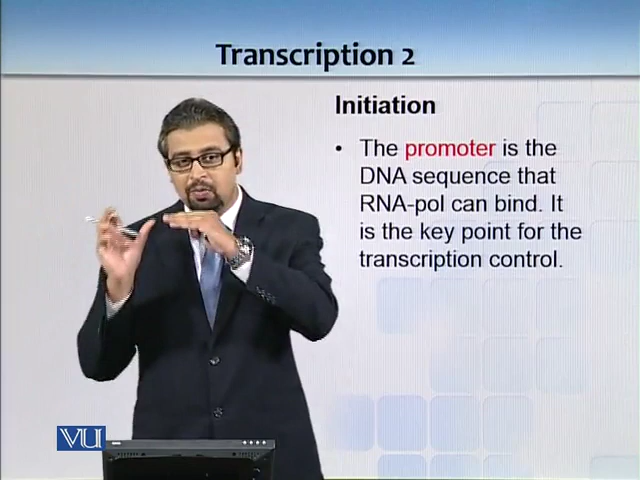 Transcription 2
Initiation
• The promoter is the
DNA sequence that
RNA-pol can bind. It
is the key point for the
transcription control.
VU